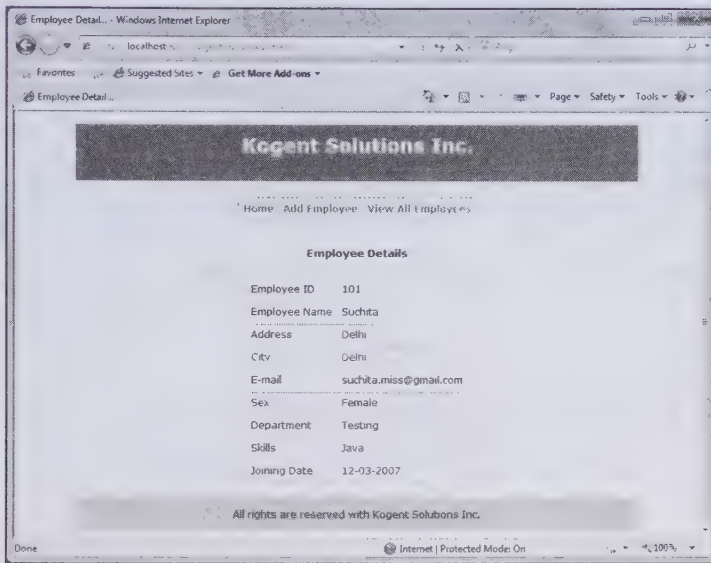 Employee Detail... - Windows Internet Explorer
localhost
Favorites Suggested Sites Get More Add-ons
Employee Detail... Page Safety Tools
Kogent Solutions Inc.
Home Add Employee View All Employees
Employee Details
Employee ID 101
Employee Name Suchita
Address Delhi
City Delhi
E-mail suchita.miss@gmail.com
Sex Female
Department Testing
Skills Java
Joining Date 12-03-2007
All rights are reserved with Kogent Solutions Inc.
Done Internet | Protected Mode: On 100%